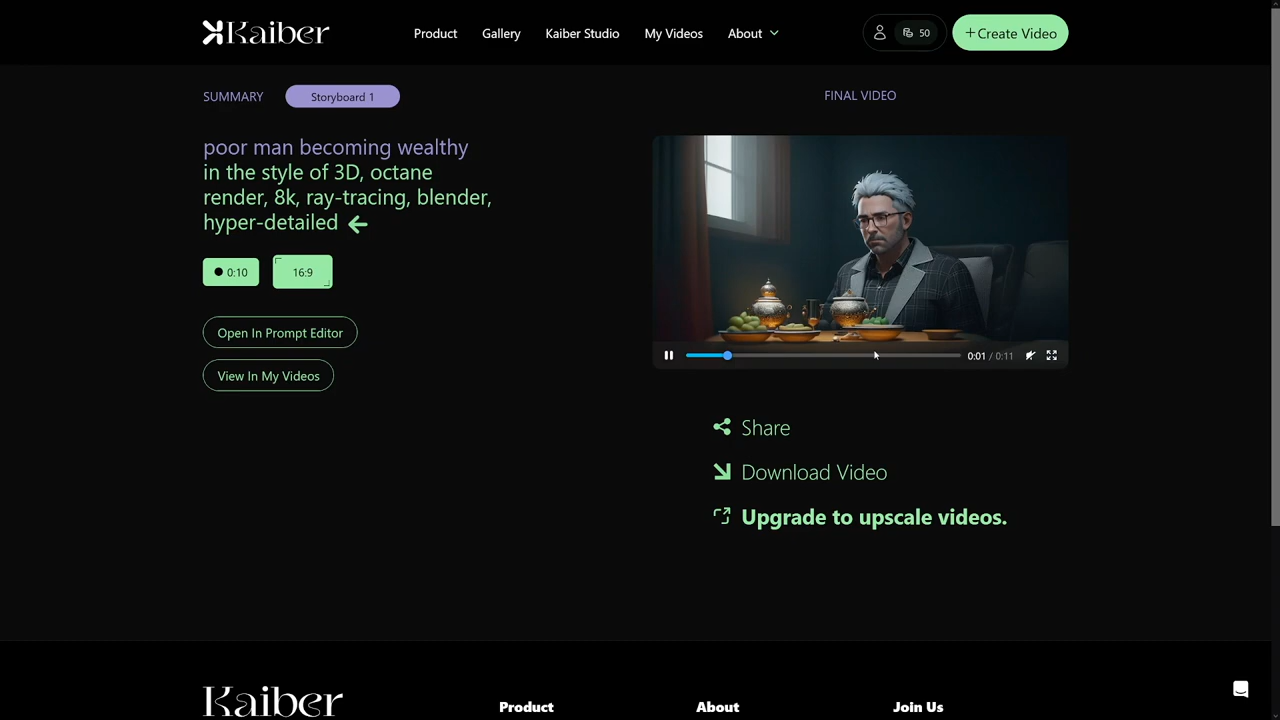 Kaiber
Product
Gallery
Kaiber Studio
My Videos
About
50
+Create Video
SUMMARY
Storyboard 1
FINAL VIDEO
poor man becoming wealthy
in the style of 3D, octane
render, 8k, ray-tracing, blender,
hyper-detailed
0:10
16:9
Open In Prompt Editor
View In My Videos
0:01 / 0:11
Share
Download Video
Upgrade to upscale videos.
Kaiber
Product
About
Join Us